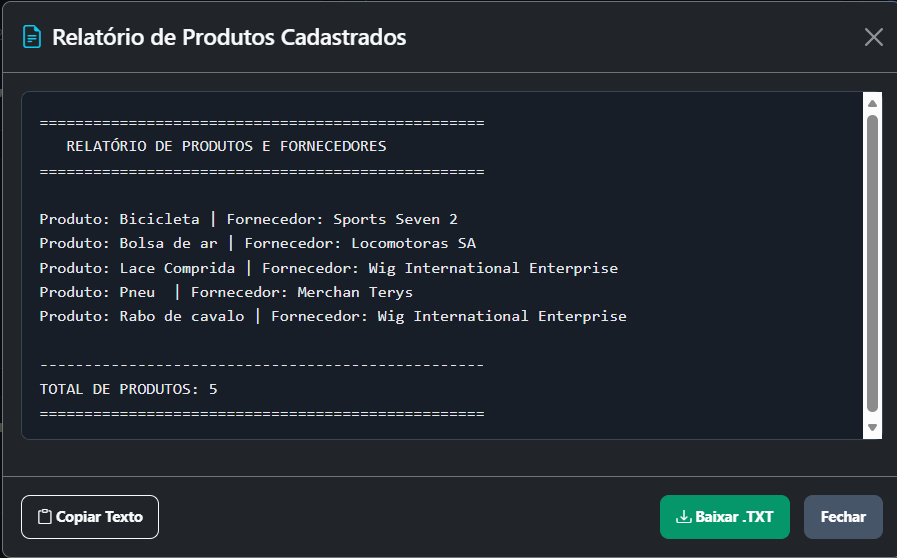 Relatório de Produtos Cadastrados
==================================================
RELATÓRIO DE PRODUTOS E FORNECEDORES
==================================================
Produto: Bicicleta | Fornecedor: Sports Seven 2
Produto: Bolsa de ar | Fornecedor: Locomotoras SA
Produto: Lace Comprida | Fornecedor: Wig International Enterprise
Produto: Pneu  | Fornecedor: Merchan Terys
Produto: Rabo de cavalo | Fornecedor: Wig International Enterprise
--------------------------------------------------
TOTAL DE PRODUTOS: 5
==================================================
Copiar Texto
Baixar .TXT
Fechar